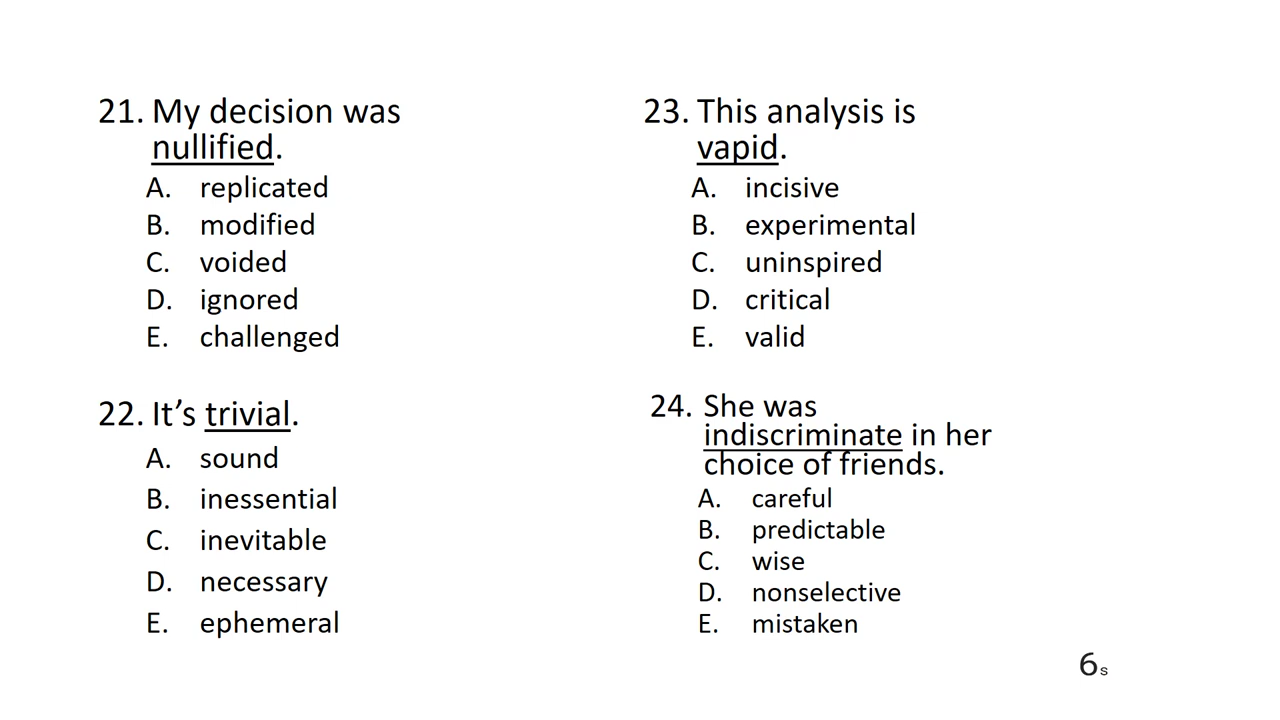 21. My decision was
nullified.
A. replicated
B. modified
C. voided
D. ignored
E. challenged
22. It’s trivial.
A. sound
B. inessential
C. inevitable
D. necessary
E. ephemeral
23. This analysis is
vapid.
A. incisive
B. experimental
C. uninspired
D. critical
E. valid
24. She was
indiscriminate in her
choice of friends.
A. careful
B. predictable
C. wise
D. nonselective
E. mistaken
6s